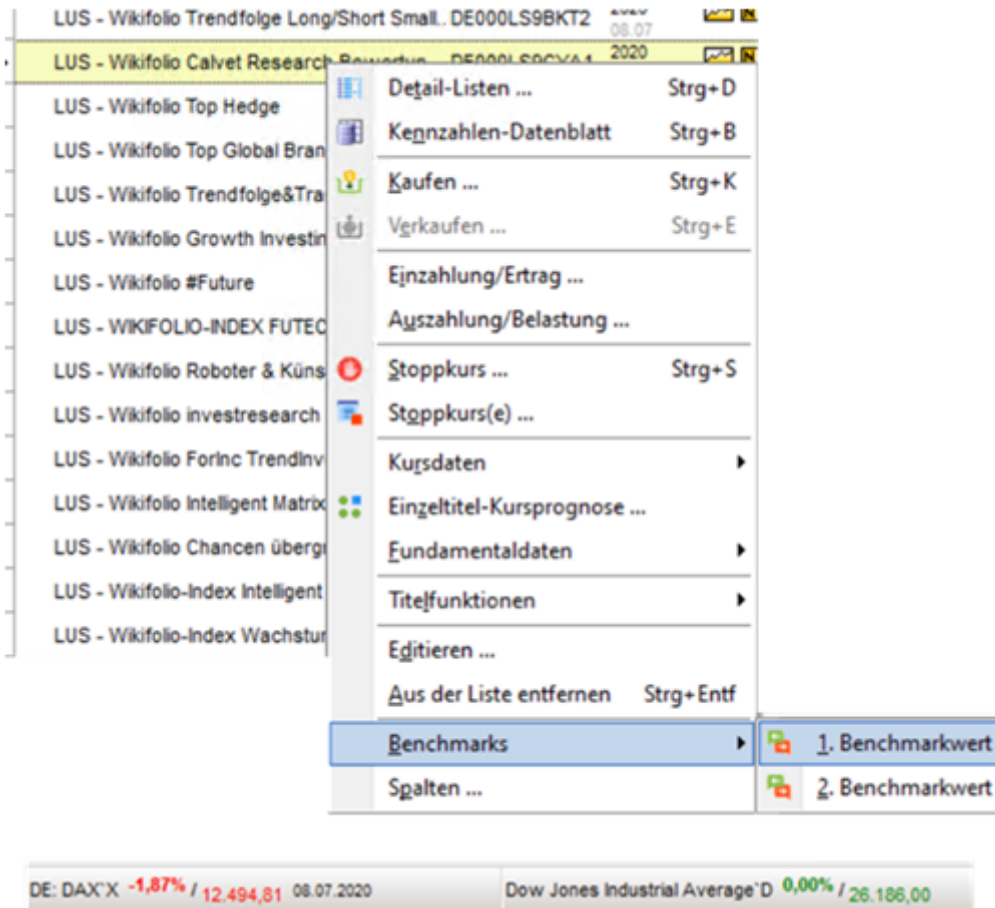 LUS - Wikifolio Trendfolge Long/Short Small.. DE000LS9BKT2
08.07
LUS - Wikifolio Calvet Research 2020
Detail-Listen ... Strg+D
LUS - Wikifolio Top Hedge
Kennzahlen-Datenblatt Strg+B
LUS - Wikifolio Top Global Bran
Kaufen ... Strg+K
LUS - Wikifolio Trendfolge&Tra
Verkaufen ... Strg+E
LUS - Wikifolio Growth Investin
Einzahlung/Ertrag ...
LUS - Wikifolio #Future
Auszahlung/Belastung ...
LUS - WIKIFOLIO-INDEX FUTEC
Stoppkurs ... Strg+S
LUS - Wikifolio Roboter & Küns
Stoppkurs(e) ...
LUS - Wikifolio investresearch
Kursdaten
LUS - Wikifolio ForInc TrendInv
Einzeltitel-Kursprognose ...
LUS - Wikifolio Intelligent Matrix
Fundamentaldaten
LUS - Wikifolio Chancen übergr
Titelfunktionen
LUS - Wikifolio-Index Intelligent
LUS - Wikifolio-Index Wachstur
Editieren ...
Aus der Liste entfernen Strg+Entf
Benchmarks
1. Benchmarkwert
Spalten ...
2. Benchmarkwert
DE: DAX`X -1,87% / 12.494,81 08.07.2020
Dow Jones Industrial Average`D 0,00% / 26.186,00